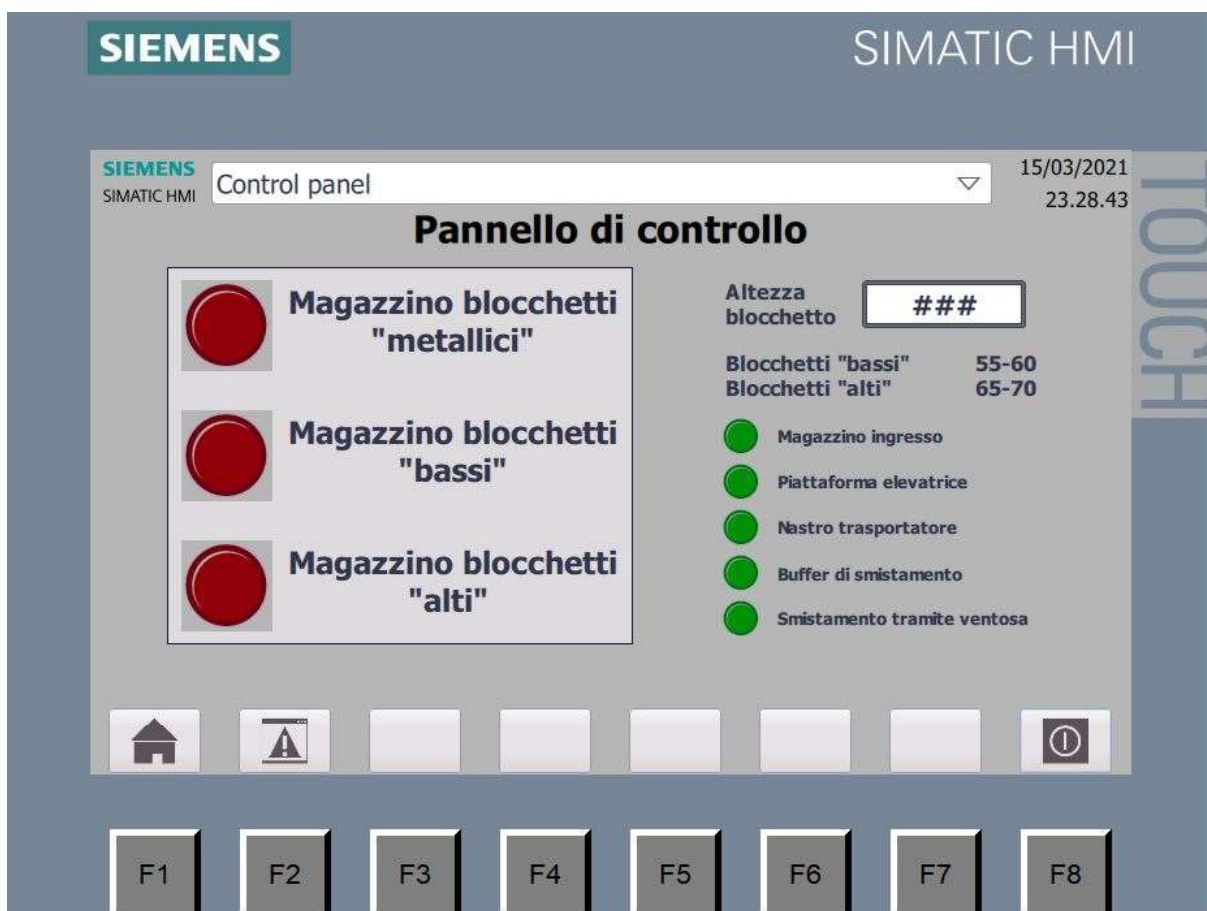 SIEMENS
SIMATIC HMI
TOUCH
SIEMENS
SIMATIC HMI
Control panel
15/03/2021
23.28.43
Pannello di controllo
Magazzino blocchetti
"metallici"
Magazzino blocchetti
"bassi"
Magazzino blocchetti
"alti"
Altezza
blocchetto
###
Blocchetti "bassi" 55-60
Blocchetti "alti" 65-70
Magazzino ingresso
Piattaforma elevatrice
Nastro trasportatore
Buffer di smistamento
Smistamento tramite ventosa
F1
F2
F3
F4
F5
F6
F7
F8